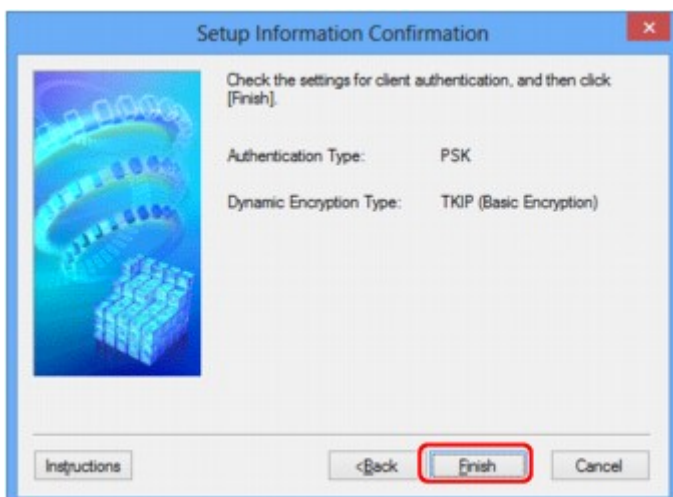 Setup Information Confirmation
Check the settings for client authentication, and then click
[Finish].
Authentication Type: PSK
Dynamic Encryption Type: TKIP (Basic Encryption)
Instructions <Back Finish Cancel